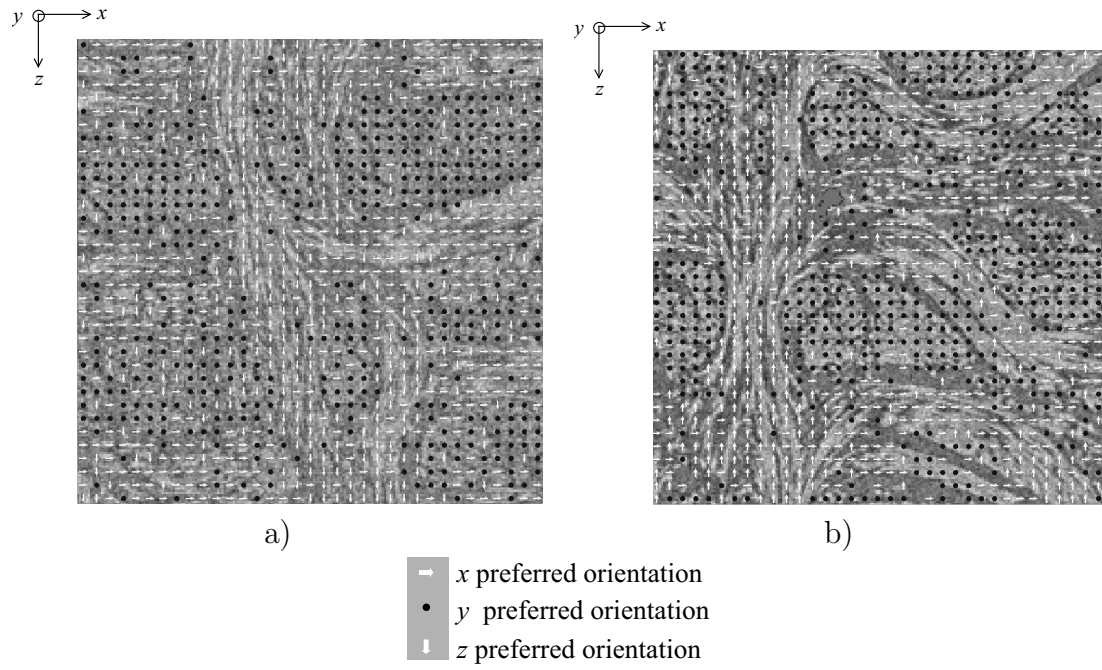 y x
z
y x
z
a)
b)
x preferred orientation
y preferred orientation
z preferred orientation